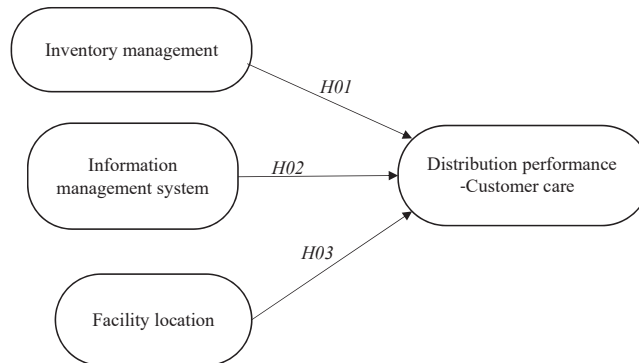 Inventory management
H01
Information
management system
H02
Distribution performance
-Customer care
H03
Facility location